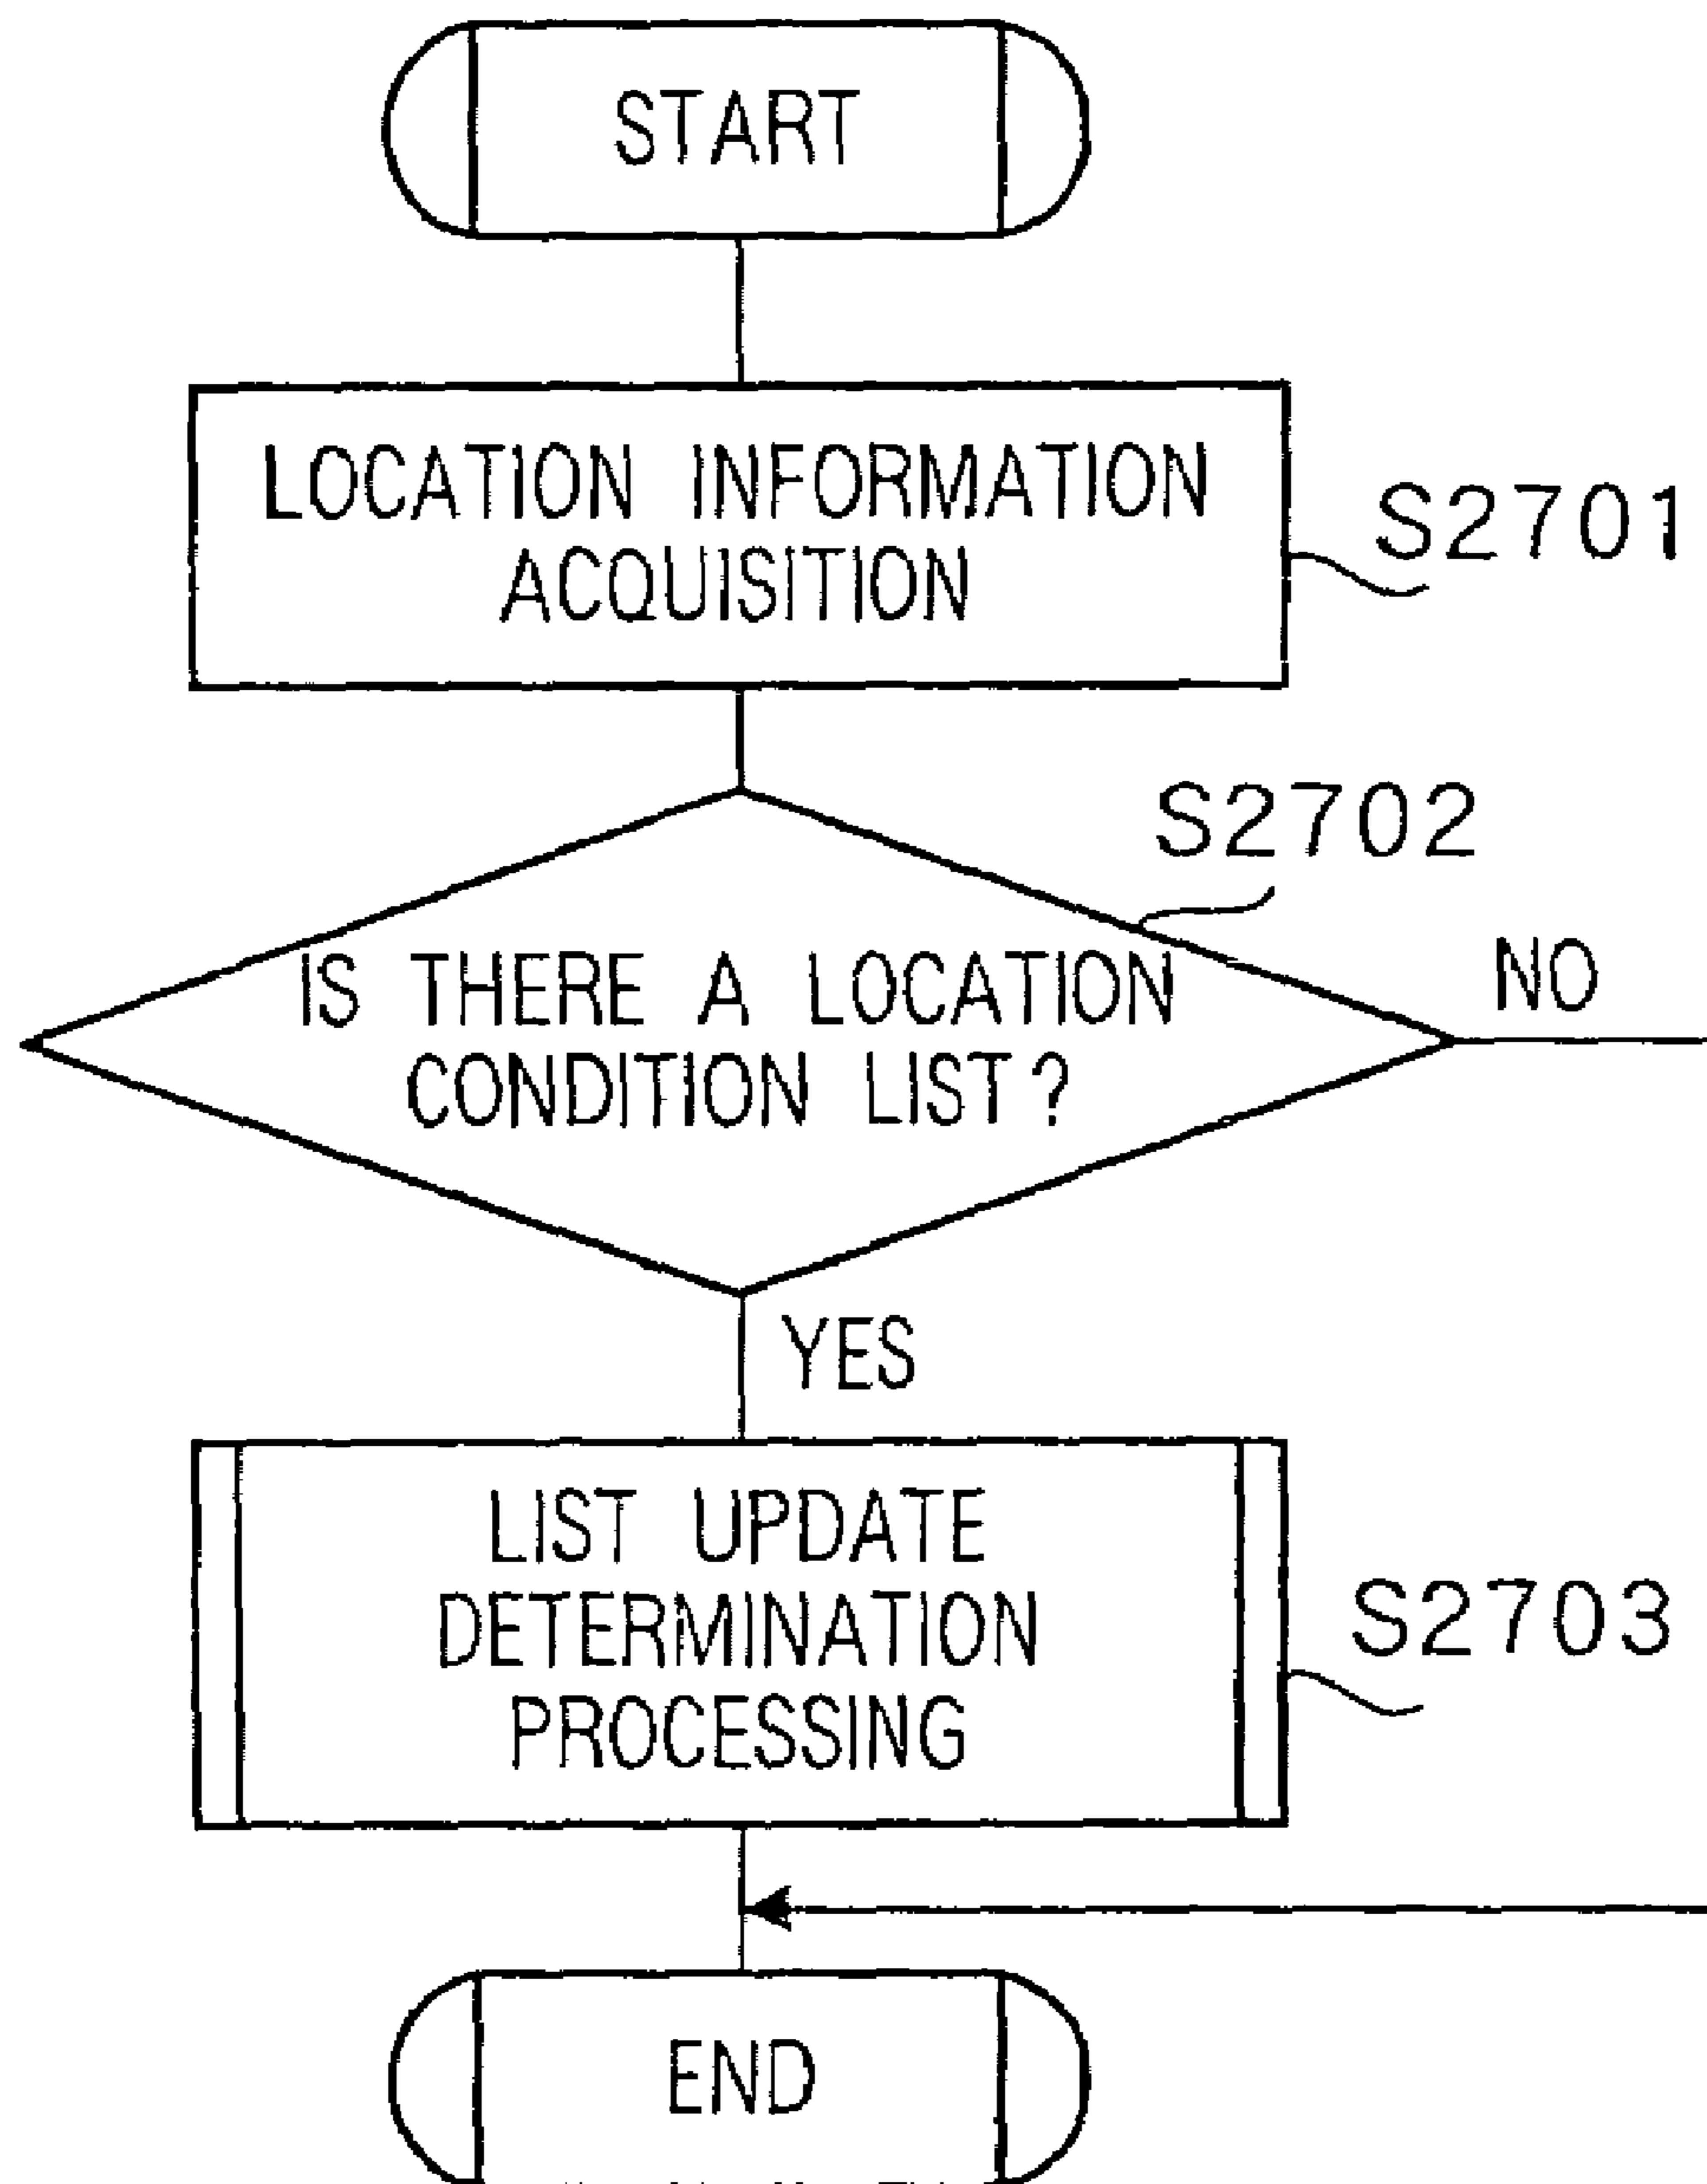 START
LOCATION INFORMATION
ACQUISITION
S2701
S2702
IS THERE A LOCATION
CONDITION LIST?
NO
YES
LIST UPDATE
DETERMINATION
PROCESSING
S2703
END